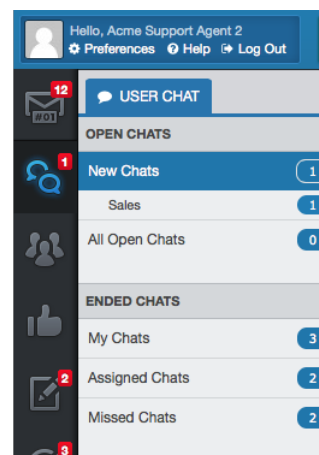 Hello, Acme Support Agent 2
Preferences Help Log Out
12
#01
USER CHAT
OPEN CHATS
1
New Chats 1
Sales 1
All Open Chats 0
ENDED CHATS
My Chats 3
2
Assigned Chats 2
Missed Chats 2
3